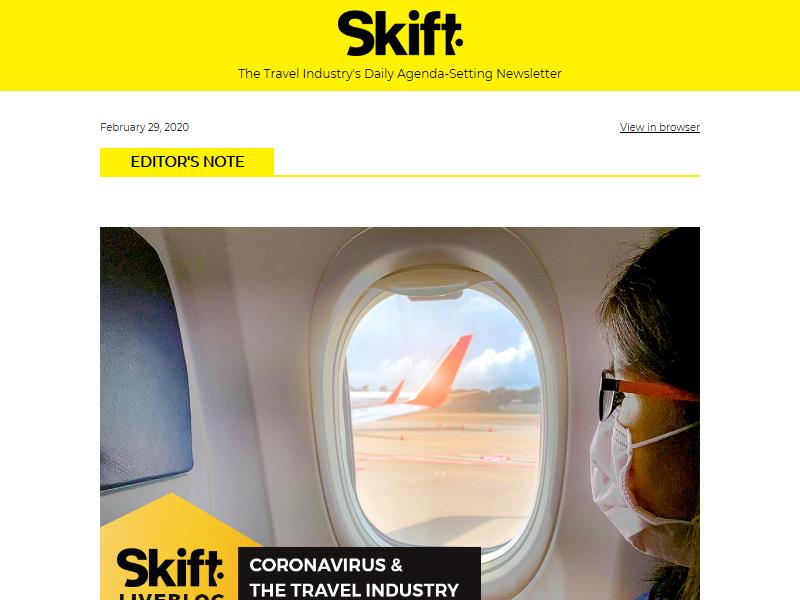 Skift
The Travel Industry's Daily Agenda-Setting Newsletter
February 29, 2020
View in browser
EDITOR'S NOTE
Skift
LIVEBLOG
CORONAVIRUS &
THE TRAVEL INDUSTRY